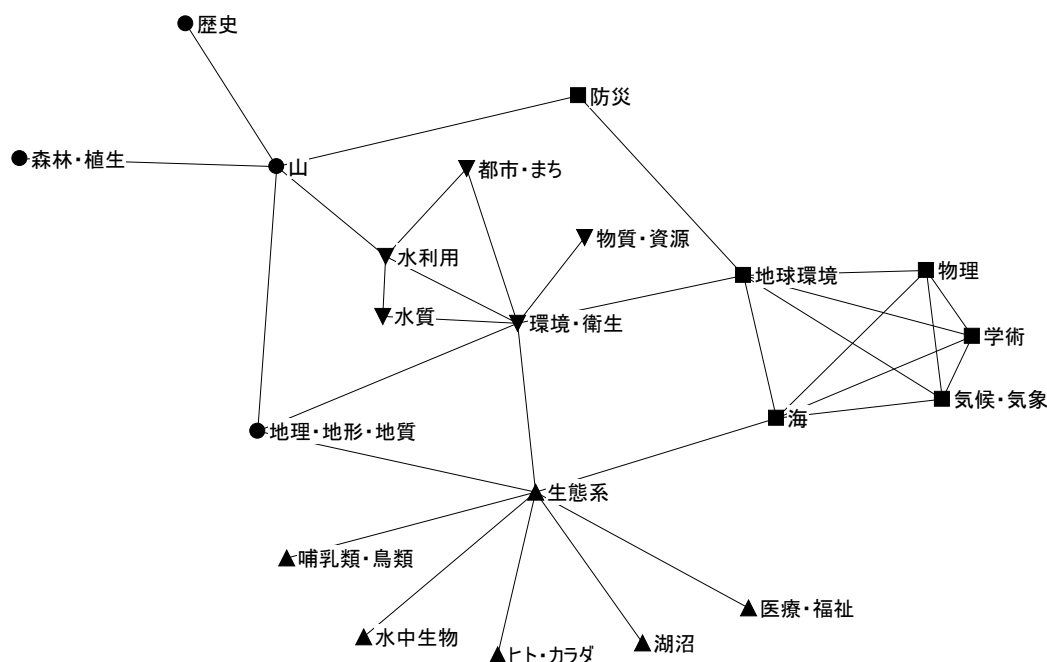 歴史
防災
森林・植生
山
都市・まち
物質・資源
水利用
地球環境
物理
水質
環境・衛生
学術
気候・気象
海
地理・地形・地質
生態系
哺乳類・鳥類
医療・福祉
水中生物
湖沼
ヒト・カラダ